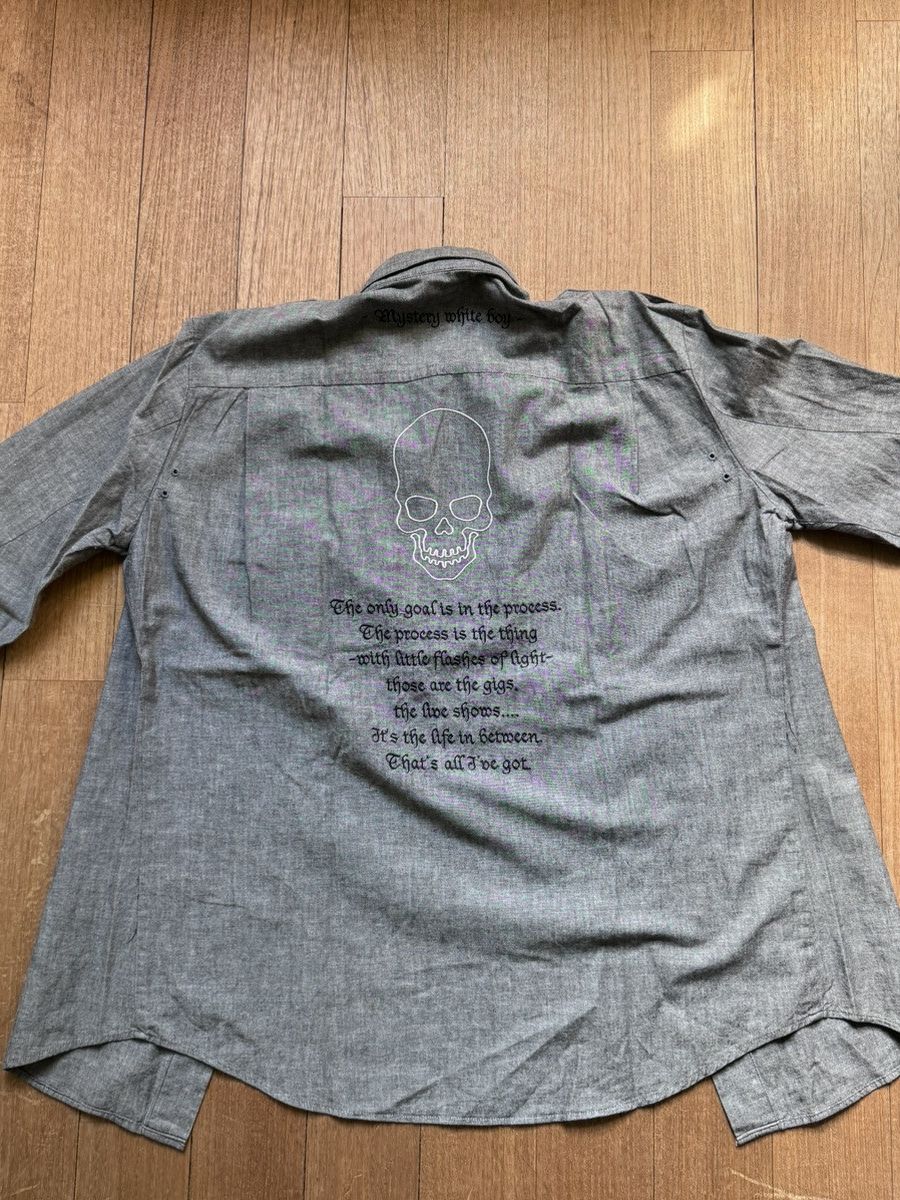 - Mystery white boy -
The only goal is in the process.
The process is the thing
-with little flashes of light-
those are the gigs,
the live shows....
It's the life in between.
That's all I've got.